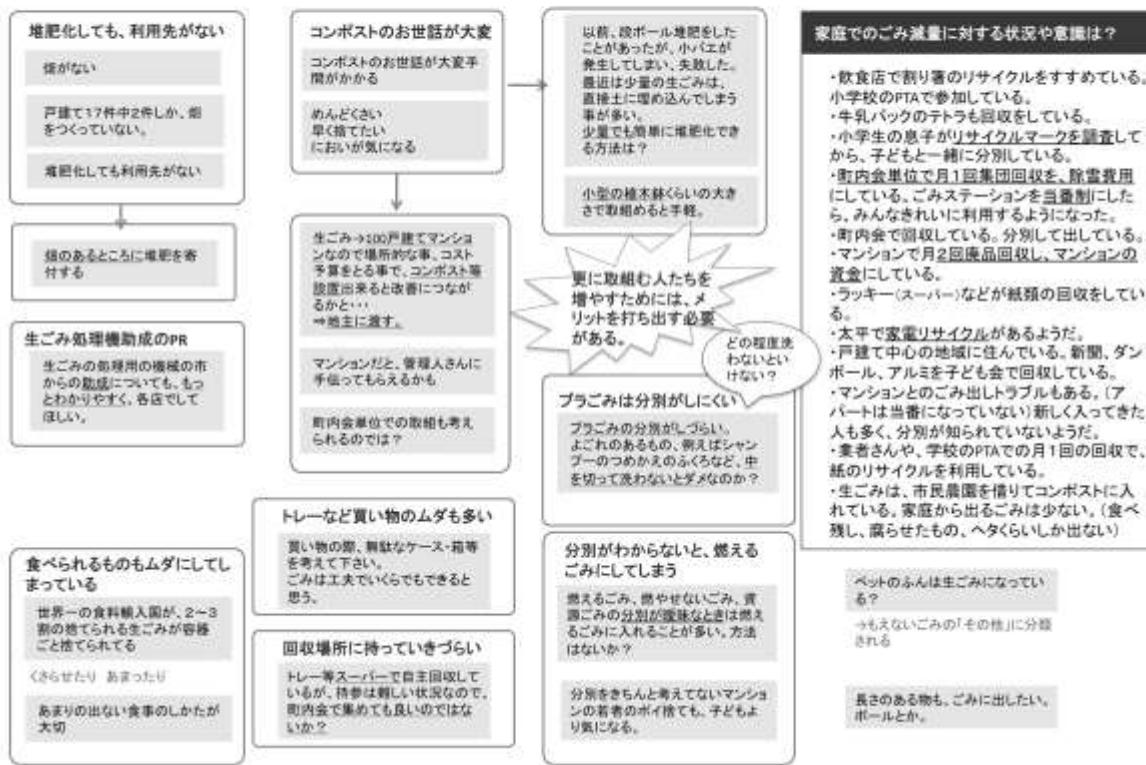 堆肥化しても、利用先がない
畑がない
戸建て17件中2件しか、畑
をつくっていない。
堆肥化しても利用先がない
畑のあるところに堆肥を寄
付する
生ごみ処理機助成のPR
生ごみの処理用の機械の市
からの助成についても、もっ
とわかりやすく、各店でして
ほしい。
コンポストのお世話が大変
コンポストのお世話が大変手
間がかかる
めんどくさい
早く捨てたい
においが気になる
生ごみ→100戸建てマンショ
ンなので場所的な事、コスト
予算をとる事で、コンポスト等
設置出来ると改善につなが
るかと・・・
⇒地主に渡す。
マンションだと、管理人さんに
手伝ってもらえるかも
町内会単位での取組も考え
られるのでは？
以前、段ボール堆肥をした
ことがあったが、小バエが
発生してしまい、失敗した。
最近は少量の生ごみは、
直接土に埋め込んでしまう
事が多い。
少量でも簡単に堆肥化でき
る方法は？
小型の植木鉢くらいの大き
さで取組めると手軽。
更に取組む人たちを
増やすためには、メ
リットを打ち出す必要
がある。
どの程度洗
わないとい
けない？
プラごみは分別がしにくい
プラごみの分別がしづらい。
よごれのあるもの、例えばシャン
プーのつめかえのふくろなど、中
を切って洗わないとダメなのか？
トレーなど買い物のムダも多い
買い物の際、無駄なケース・箱等
を考えて下さい。
ごみは工夫でいくらでもできると
思う。
回収場所に持っていきづらい
トレー等スーパーで自主回収して
いるが、持参は難しい状況なので、
町内会で集めても良いのではな
いか？
食べられるものもムダにしてし
まっている
世界一の食料輸入国が、2～3
割の捨てられる生ごみが容器
ごと捨てられてる
くさらせたり　あまったり
あまりの出ない食事のしかたが
大切
分別がわからないと、燃える
ごみにしてしまう
燃えるごみ、燃やせないごみ、資
源ごみの分別が曖昧なときは燃え
るごみに入れることが多い。方法
はないか？
分別をきちんと考えてないマンショ
ンの若者のポイ捨ても、子どもよ
り気になる。
家庭でのごみ減量に対する状況や意識は？
・飲食店で割り箸のリサイクルをすすめている。
小学校のPTAで参加している。
・牛乳パックのテトラも回収をしている。
・小学生の息子がリサイクルマークを調査して
から、子どもと一緒に分別している。
・町内会単位で月1回集団回収を、除雪費用
にしている。ごみステーションを当番制にした
ら、みんなきれいに利用するようになった。
・町内会で回収している。分別して出している。
・マンションで月2回廃品回収し、マンションの
資金にしている。
・ラッキー（スーパー）などが紙類の回収をしてい
る。
・太平で家電リサイクルがあるようだ。
・戸建て中心の地域に住んでいる。新聞、ダン
ボール、アルミを子ども会で回収している。
・マンションとのごみ出しトラブルもある。（ア
パートは当番になっていない）新しく入ってきた
人も多く、分別が知られていないようだ。
・業者さんや、学校のPTAでの月1回の回収で、
紙のリサイクルを利用している。
・生ごみは、市民農園を借りてコンポストに入
れている。家庭から出るごみは少ない。（食べ
残し、腐らせたもの、ヘタくらいしか出ない）
ペットのふんは生ごみになってい
る？
→もえないごみの「その他」に分類
される
長さのある物も、ごみに出したい。
ポールとか。